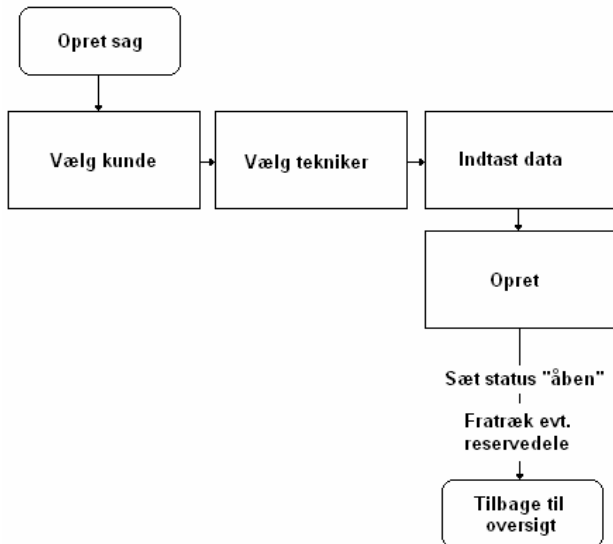 Opret sag
Vælg kunde
Vælg tekniker
Indtast data
Opret
Sæt status "åben"
Fratræk evt.
reservedele
Tilbage til
oversigt